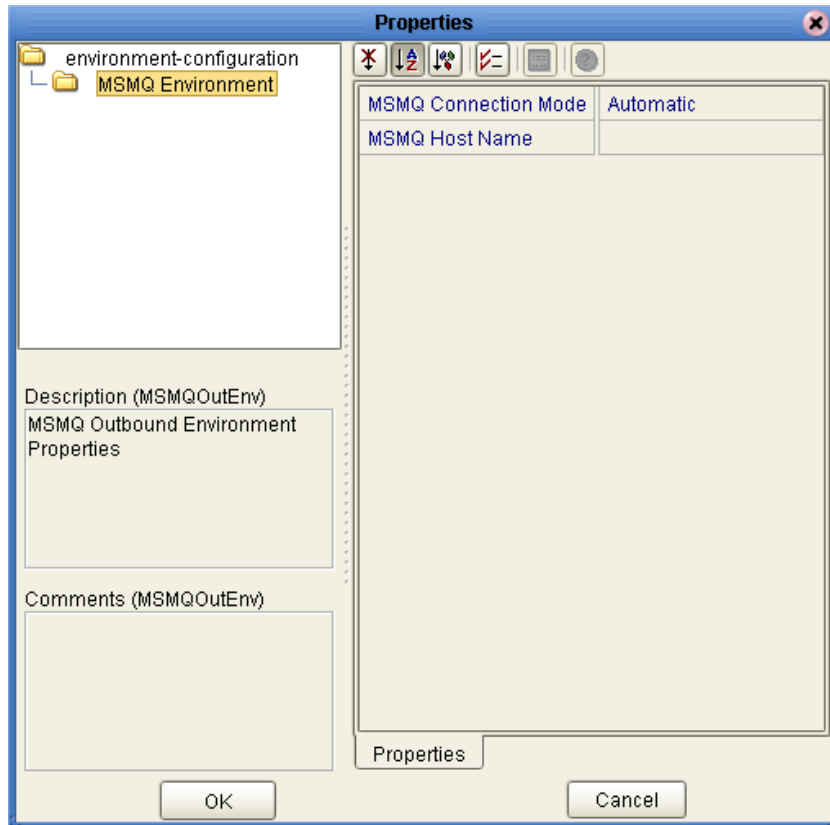 Properties
environment-configuration
MSMQ Environment
MSMQ Connection Mode Automatic
MSMQ Host Name
Description (MSMQOutEnv)
MSMQ Outbound Environment
Properties
Comments (MSMQOutEnv)
Properties
OK Cancel